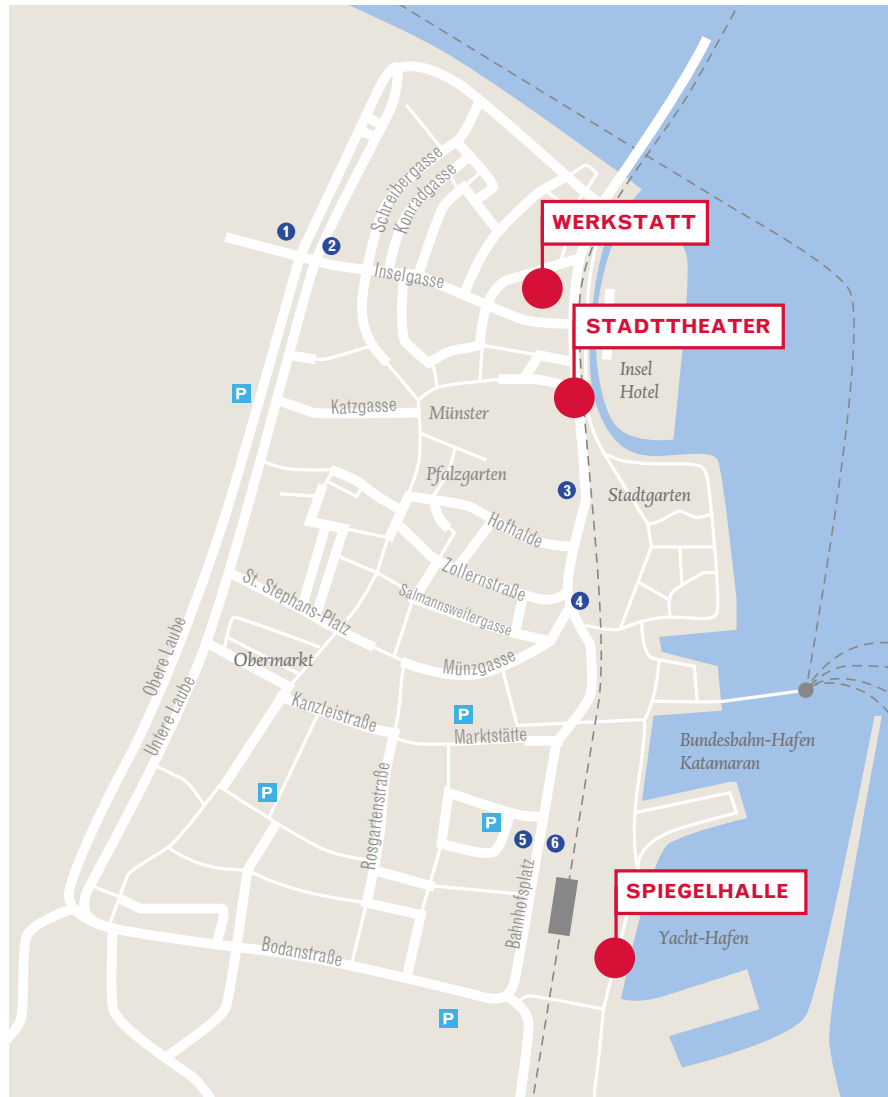 Schreibergasse
Konradgasse
WERKSTATT
1
2
Inselgasse
STADTTHEATER
Insel
Hotel
P
Katzgasse
Münster
Pfalzgarten
3
Stadtgarten
Hofhalde
Zollernstraße
St. Stephans-Platz
Salmannsweilergasse
4
Obere Laube
Obermarkt
Münzgasse
Untere Laube
Kanzleistraße
P
Marktstätte
Bundesbahn-Hafen
Katamaran
P
Rosgartenstraße
P
5
6
Bahnhofsplatz
SPIEGELHALLE
Yacht-Hafen
Bodanstraße
P